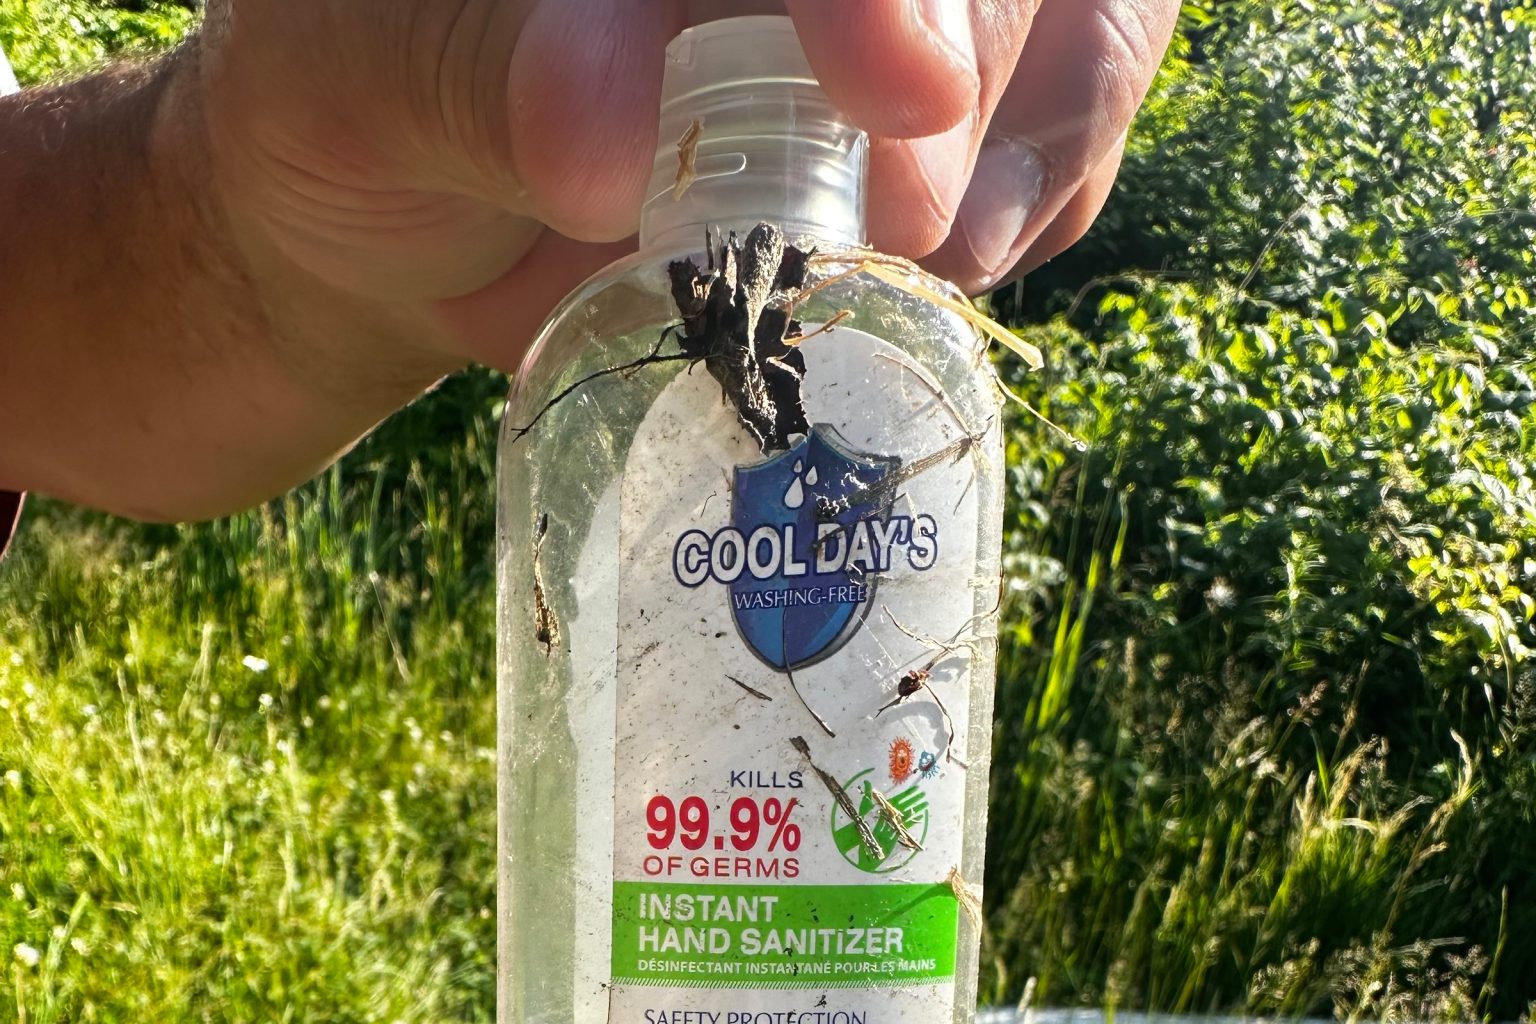 COOL DAY'S
WASHING-FREE
KILLS
99.9%
OF GERMS
INSTANT
HAND SANITIZER
DÉSINFECTANT INSTANTANÉ POUR LES MAINS
SAFETY PROTECTION